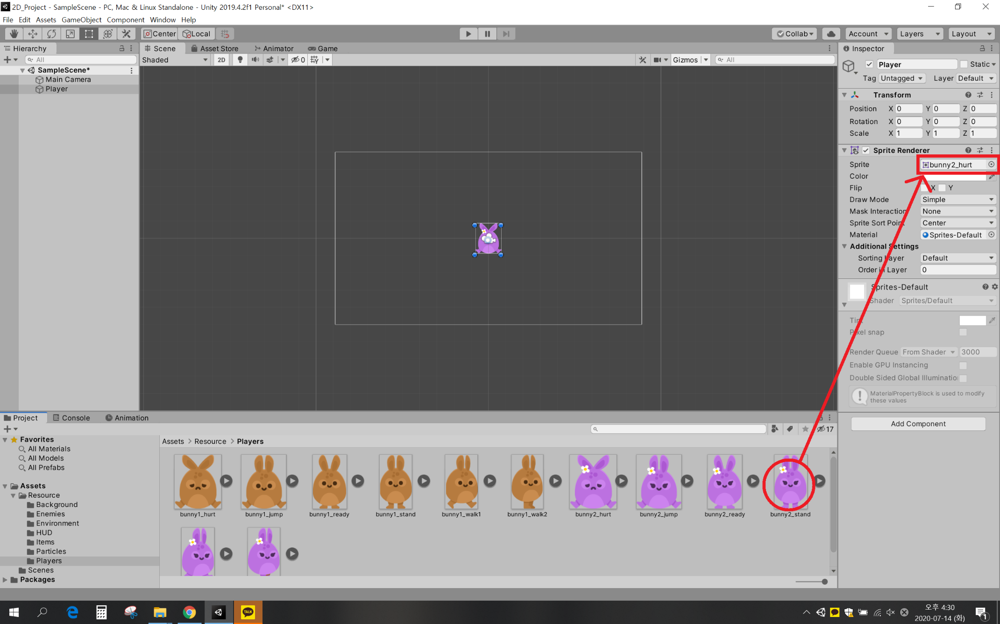 2D_Project - SampleScene - PC, Mac & Linux Standalone - Unity 2019.4.2f1 Personal* <DX11>
File Edit Assets GameObject Component Window Help
Center Local Collab Account Layers Layout
Hierarchy
All
SampleScene*
Main Camera
Player
Scene Asset Store Animator Game
Shaded 2D 0 Gizmos All
Inspector
Player Static
Tag Untagged Layer Default
Transform
Position X 0 Y 0 Z 0
Rotation X 0 Y 0 Z 0
Scale X 1 Y 1 Z 1
Sprite Renderer
Sprite bunny2_hurt
Color
Flip X Y
Draw Mode Simple
Mask Interaction None
Sprite Sort Point Center
Material Sprites-Default
Additional Settings
Sorting Layer Default
Order in Layer 0
Sprites-Default
Shader Sprites/Default
Tint
Pixel snap
Render Queue From Shader 3000
Enable GPU Instancing
Double Sided Global Illuminatio
MaterialPropertyBlock is used to modify
these values
Add Component
Project Console Animation
17
Favorites
All Materials
All Models
All Prefabs
Assets
Resource
Background
Enemies
Environment
HUD
Items
Particles
Players
Scenes
Packages
Assets > Resource > Players
bunny1_hurt bunny1_jump bunny1_ready bunny1_stand bunny1_walk1 bunny1_walk2 bunny2_hurt bunny2_jump bunny2_ready bunny2_stand
TALK
오후 4:30
2020-07-14 (화)
1